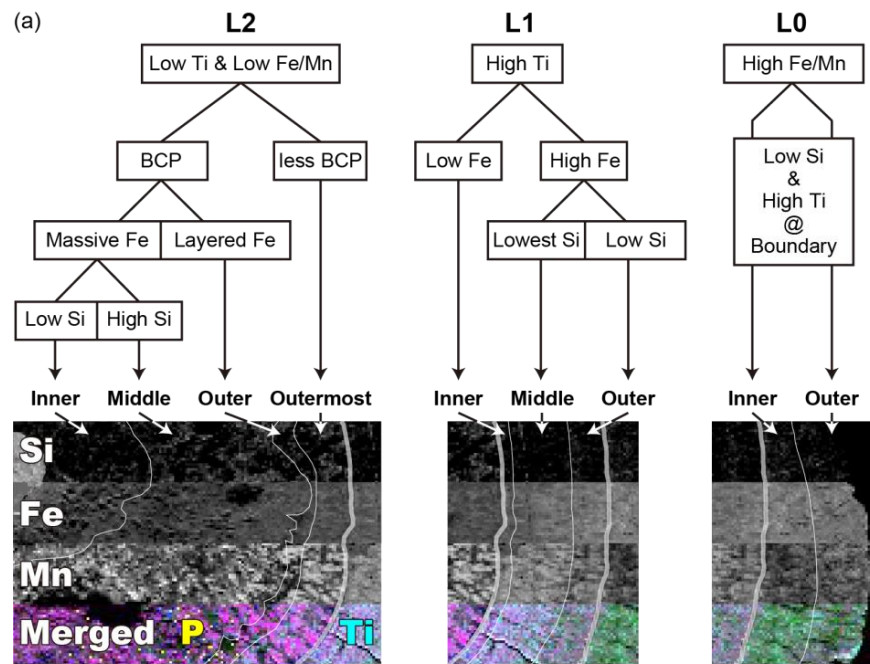 (a)
L2 L1 L0
Low Ti & Low Fe/Mn High Ti High Fe/Mn
BCP less BCP Low Fe High Fe
Low Si
&
High Ti
@
Boundary
Massive Fe Layered Fe Lowest Si Low Si
Low Si High Si
Inner Middle Outer Outermost Inner Middle Outer Inner Outer
Si
Fe
Mn
Merged P Ti